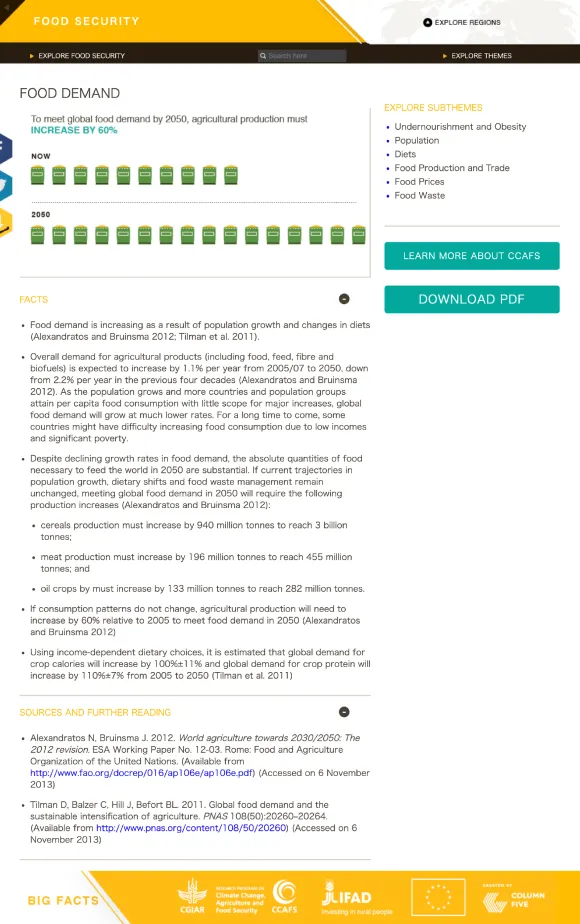 FOOD SECURITY
EXPLORE REGIONS
EXPLORE FOOD SECURITY
Search here
EXPLORE THEMES
FOOD DEMAND
To meet global food demand by 2050, agricultural production must
INCREASE BY 60%
NOW
2050
EXPLORE SUBTHEMES
• Undernourishment and Obesity
• Population
• Diets
• Food Production and Trade
• Food Prices
• Food Waste
LEARN MORE ABOUT CCAFS
DOWNLOAD PDF
FACTS
• Food demand is increasing as a result of population growth and changes in diets
(Alexandratos and Bruinsma 2012; Tilman et al. 2011).
• Overall demand for agricultural products (including food, feed, fibre and
biofuels) is expected to increase by 1.1% per year from 2005/07 to 2050, down
from 2.2% per year in the previous four decades (Alexandratos and Bruinsma
2012). As the population grows and more countries and population groups
attain per capita food consumption with little scope for major increases, global
food demand will grow at much lower rates. For a long time to come, some
countries might have difficulty increasing food consumption due to low incomes
and significant poverty.
• Despite declining growth rates in food demand, the absolute quantities of food
necessary to feed the world in 2050 are substantial. If current trajectories in
population growth, dietary shifts and food waste management remain
unchanged, meeting global food demand in 2050 will require the following
production increases (Alexandratos and Bruinsma 2012):
• cereals production must increase by 940 million tonnes to reach 3 billion
tonnes;
• meat production must increase by 196 million tonnes to reach 455 million
tonnes; and
• oil crops by must increase by 133 million tonnes to reach 282 million tonnes.
• If consumption patterns do not change, agricultural production will need to
increase by 60% relative to 2005 to meet food demand in 2050 (Alexandratos
and Bruinsma 2012)
• Using income-dependent dietary choices, it is estimated that global demand for
crop calories will increase by 100%±11% and global demand for crop protein will
increase by 110%±7% from 2005 to 2050 (Tilman et al. 2011)
SOURCES AND FURTHER READING
• Alexandratos N, Bruinsma J. 2012. World agriculture towards 2030/2050: The
2012 revision. ESA Working Paper No. 12-03. Rome: Food and Agriculture
Organization of the United Nations. (Available from
http://www.fao.org/docrep/016/ap106e/ap106e.pdf) (Accessed on 6 November
2013)
• Tilman D, Balzer C, Hill J, Befort BL. 2011. Global food demand and the
sustainable intensification of agriculture. PNAS 108(50):20260–20264.
(Available from http://www.pnas.org/content/108/50/20260) (Accessed on 6
November 2013)
BIG FACTS
CGIAR
RESEARCH PROGRAM ON
Climate Change,
Agriculture and
Food Security
CCAFS
JLIFAD
Investing in rural people
CREATED BY
COLUMN
FIVE